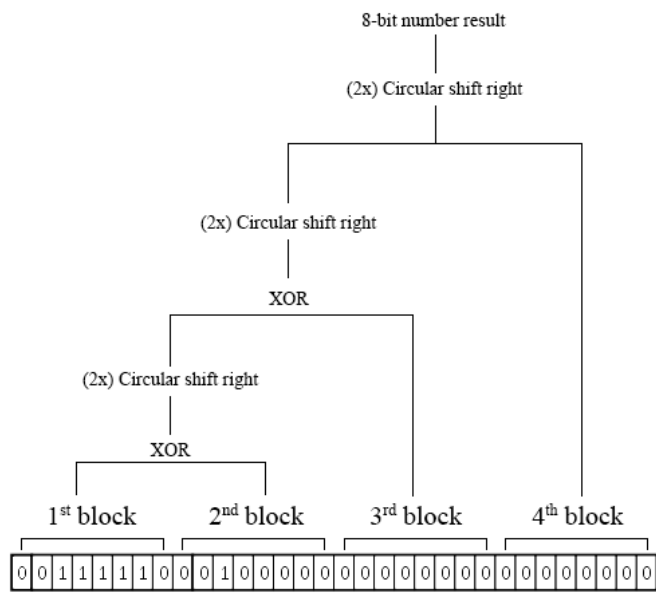 8-bit number result
(2x) Circular shift right
(2x) Circular shift right
XOR
(2x) Circular shift right
XOR
1st block 2nd block 3rd block 4th block
0 0 1 1 1 1 1 0 0 0 1 0 0 0 0 0 0 0 0 0 0 0 0 0 0 0 0 0 0 0 0 0